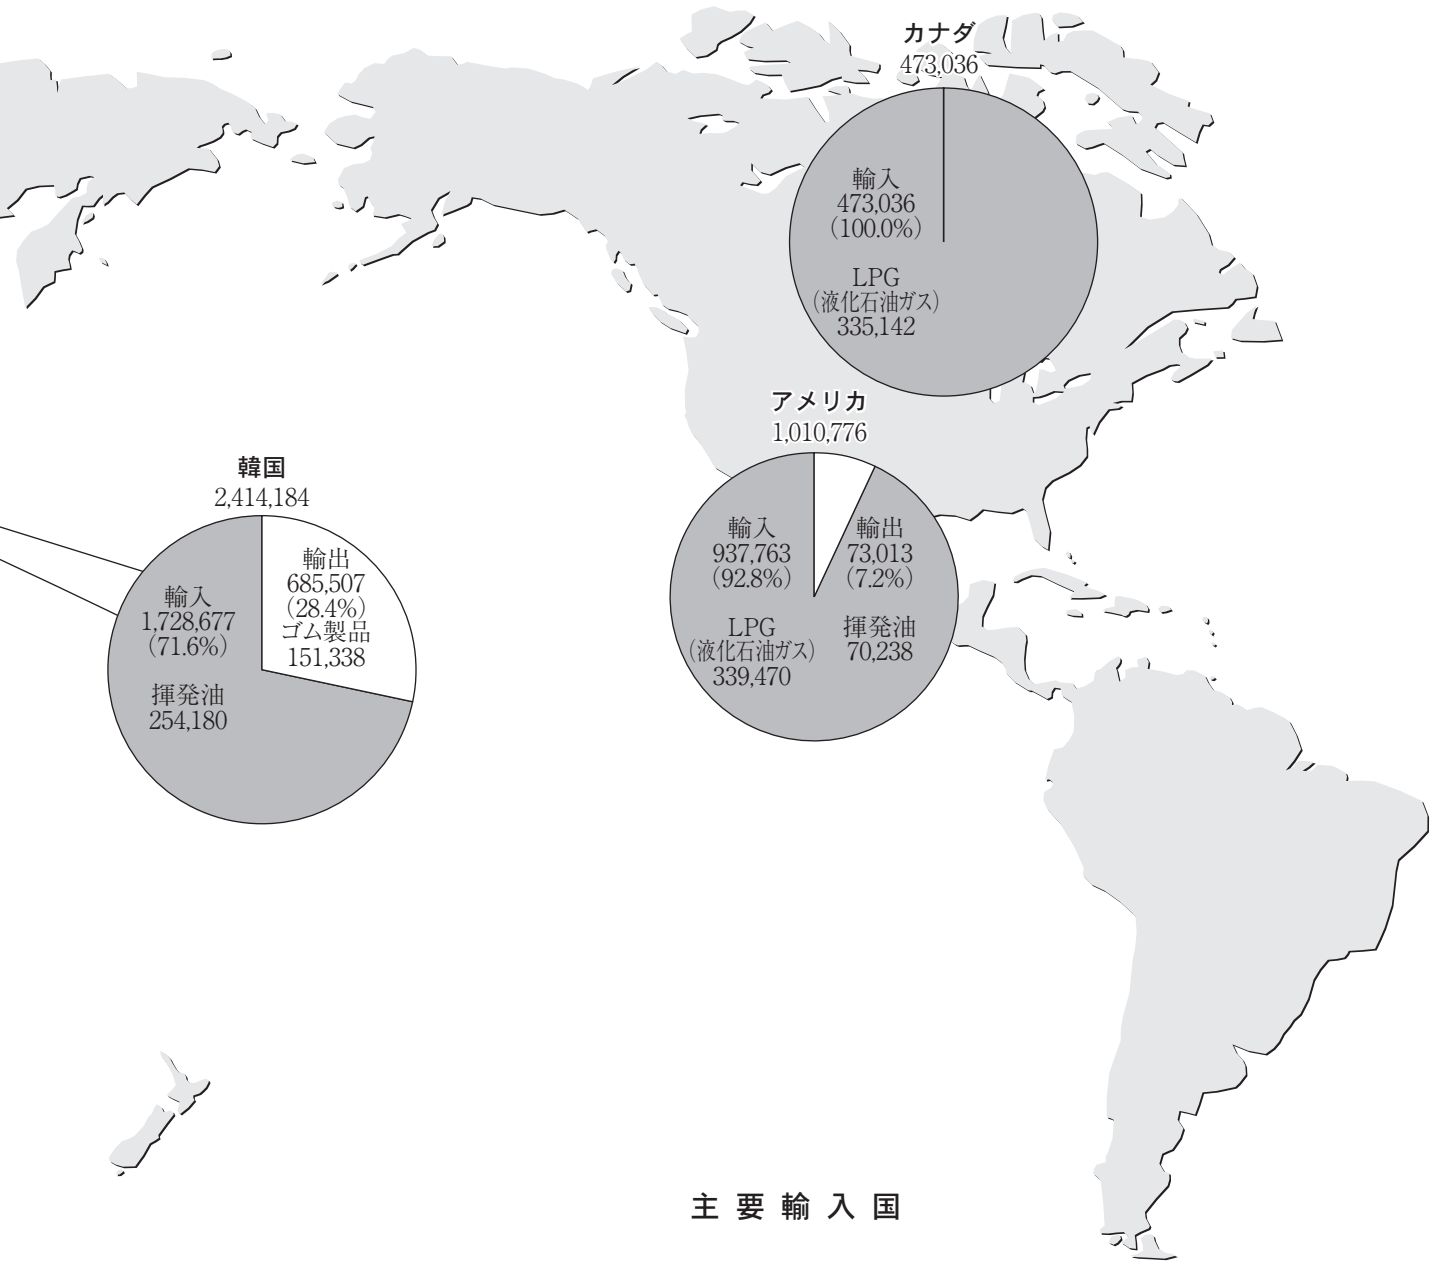 カナダ
473,036
輸入
473,036
(100.0%)
LPG
(液化石油ガス)
335,142
アメリカ
1,010,776
輸入
937,763
(92.8%)
LPG
(液化石油ガス)
339,470
輸出
73,013
(7.2%)
揮発油
70,238
韓国
2,414,184
輸入
1,728,677
(71.6%)
揮発油
254,180
輸出
685,507
(28.4%)
ゴム製品
151,338
主要輸入国